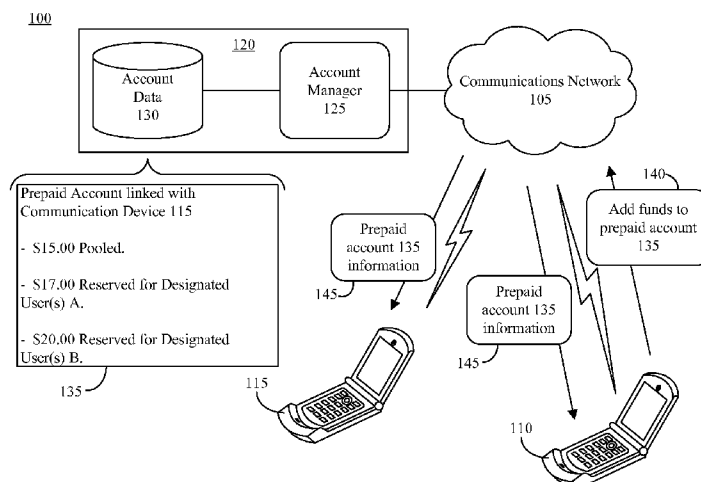 100
120
Account
Data
130
Account
Manager
125
Communications Network
105
Prepaid Account linked with
Communication Device 115
- $15.00 Pooled.
- $17.00 Reserved for Designated
User(s) A.
- $20.00 Reserved for Designated
User(s) B.
135
Prepaid
account 135
information
145
115
Prepaid
account 135
information
145
140
Add funds to
prepaid account
135
110